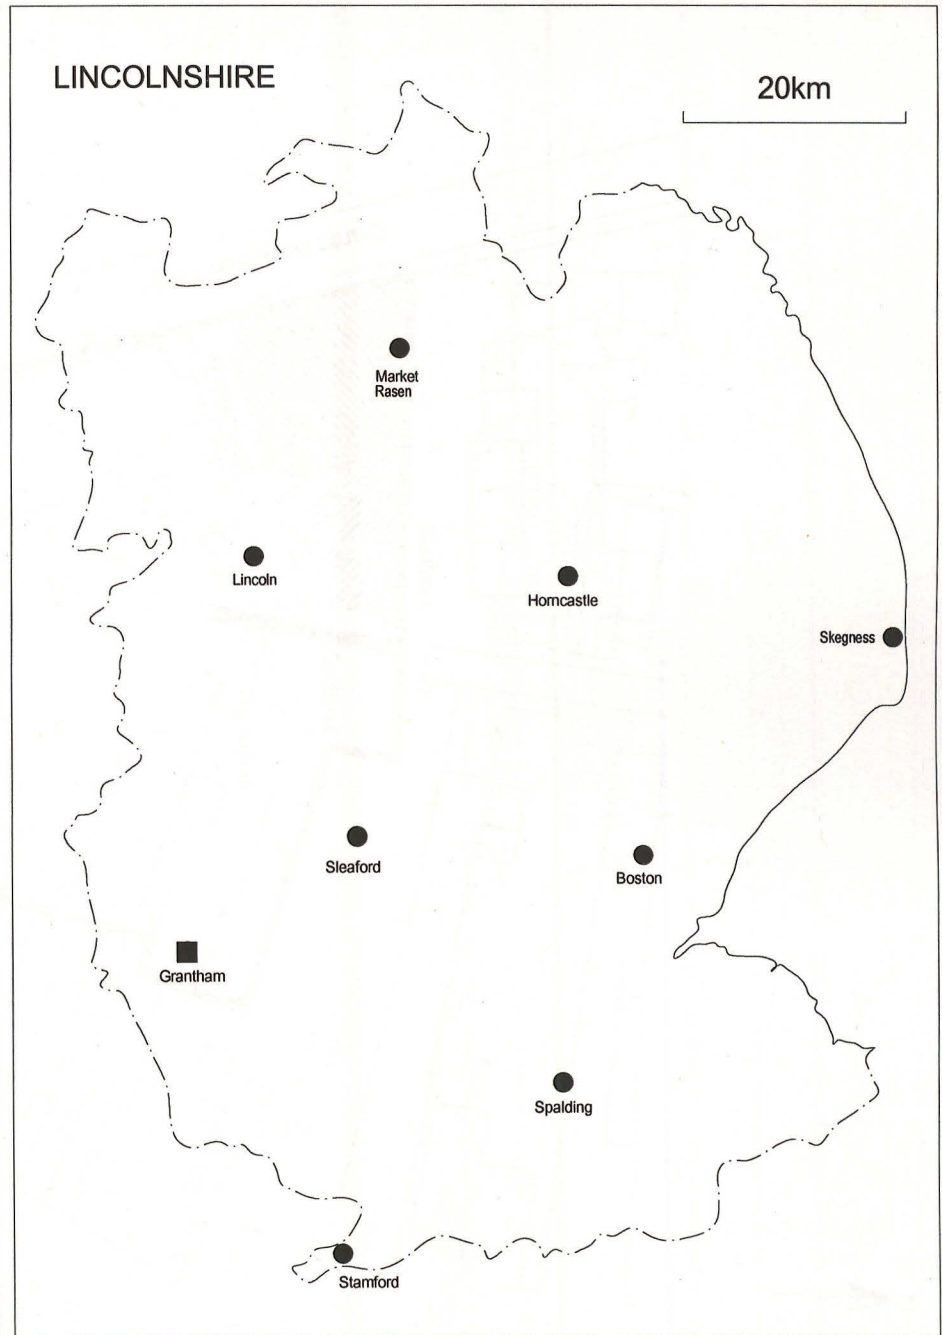 LINCOLNSHIRE
20km
Market
Rasen
Lincoln
Horncastle
Skegness
Sleaford
Boston
Grantham
Spalding
Stamford